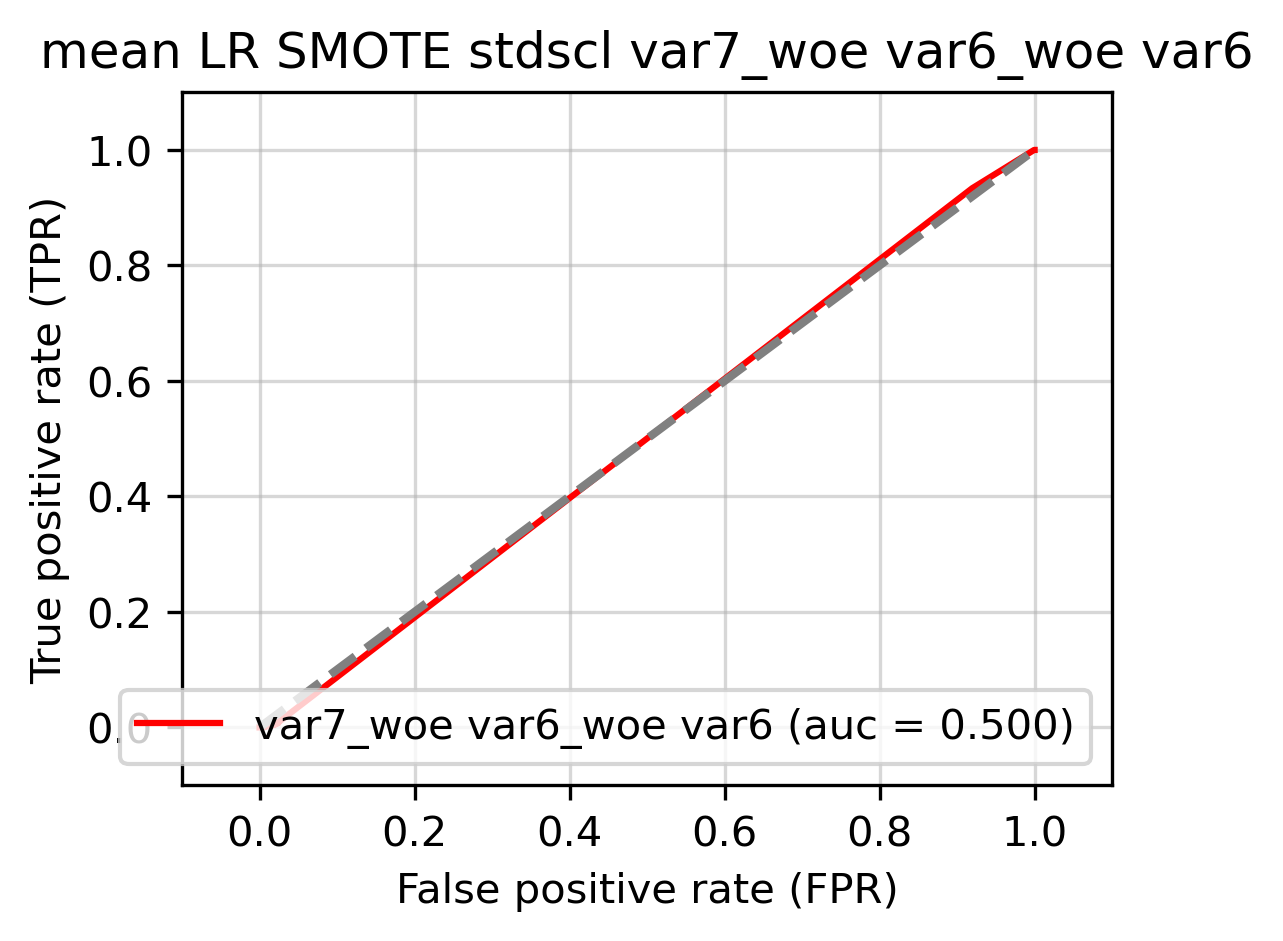 mean LR SMOTE stdscl var7_woe var6_woe var6
True positive rate (TPR)
1.0
0.8
0.6
0.4
0.2
0.0
var7_woe var6_woe var6 (auc = 0.500)
0.0 0.2 0.4 0.6 0.8 1.0
False positive rate (FPR)